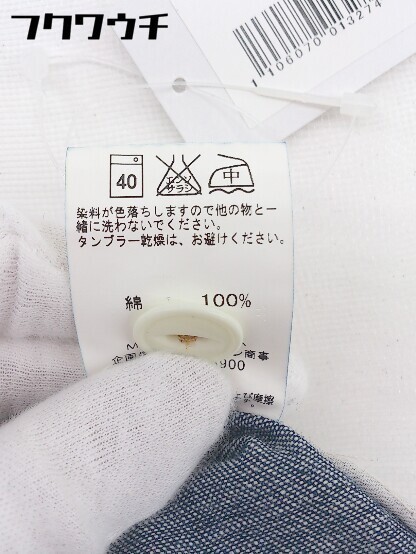 フクワウチ
1106070 013274
40
エンソ
サラシ
中
染料が色落ちしますので他の物と一
緒に洗わないでください。
タンブラー乾燥は、お避けください。
綿 100%